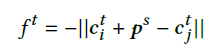 $f^t = -||c_i^t + p^s - c_j^t||$